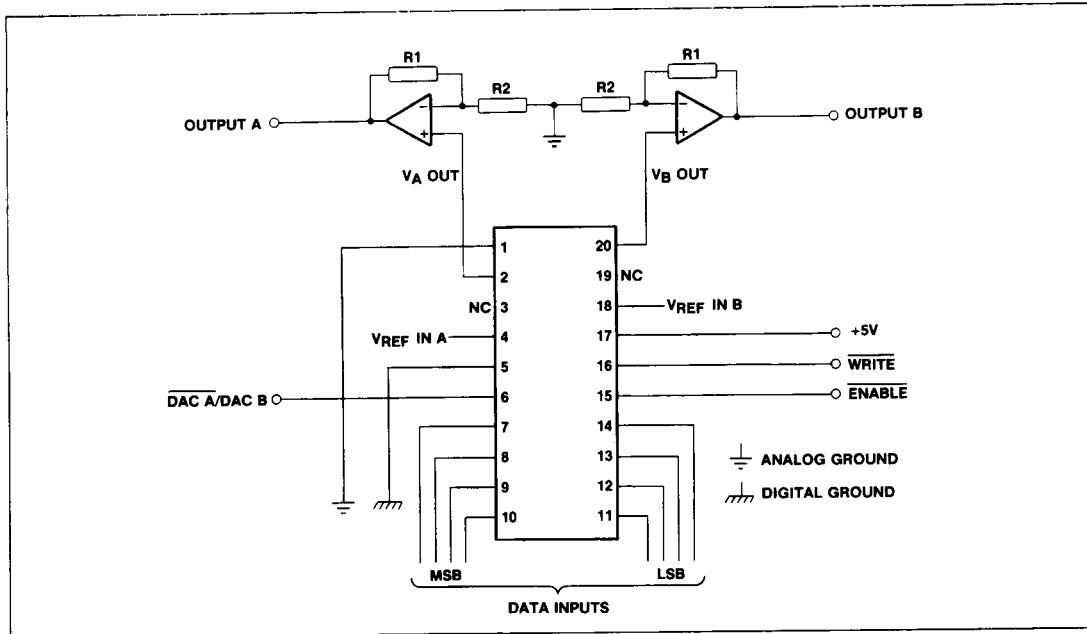 R1
R1
R2
R2
-
-
OUTPUT A
OUTPUT B
+
+
VA OUT
VB OUT
1
20
2
19 NC
NC 3
18 VREF IN B
VREF IN A 4
17 +5V
5
16 WRITE
DAC A/DAC B 6
15 ENABLE
7
14
8
13
ANALOG GROUND
9
12
DIGITAL GROUND
10
11
MSB
LSB
DATA INPUTS